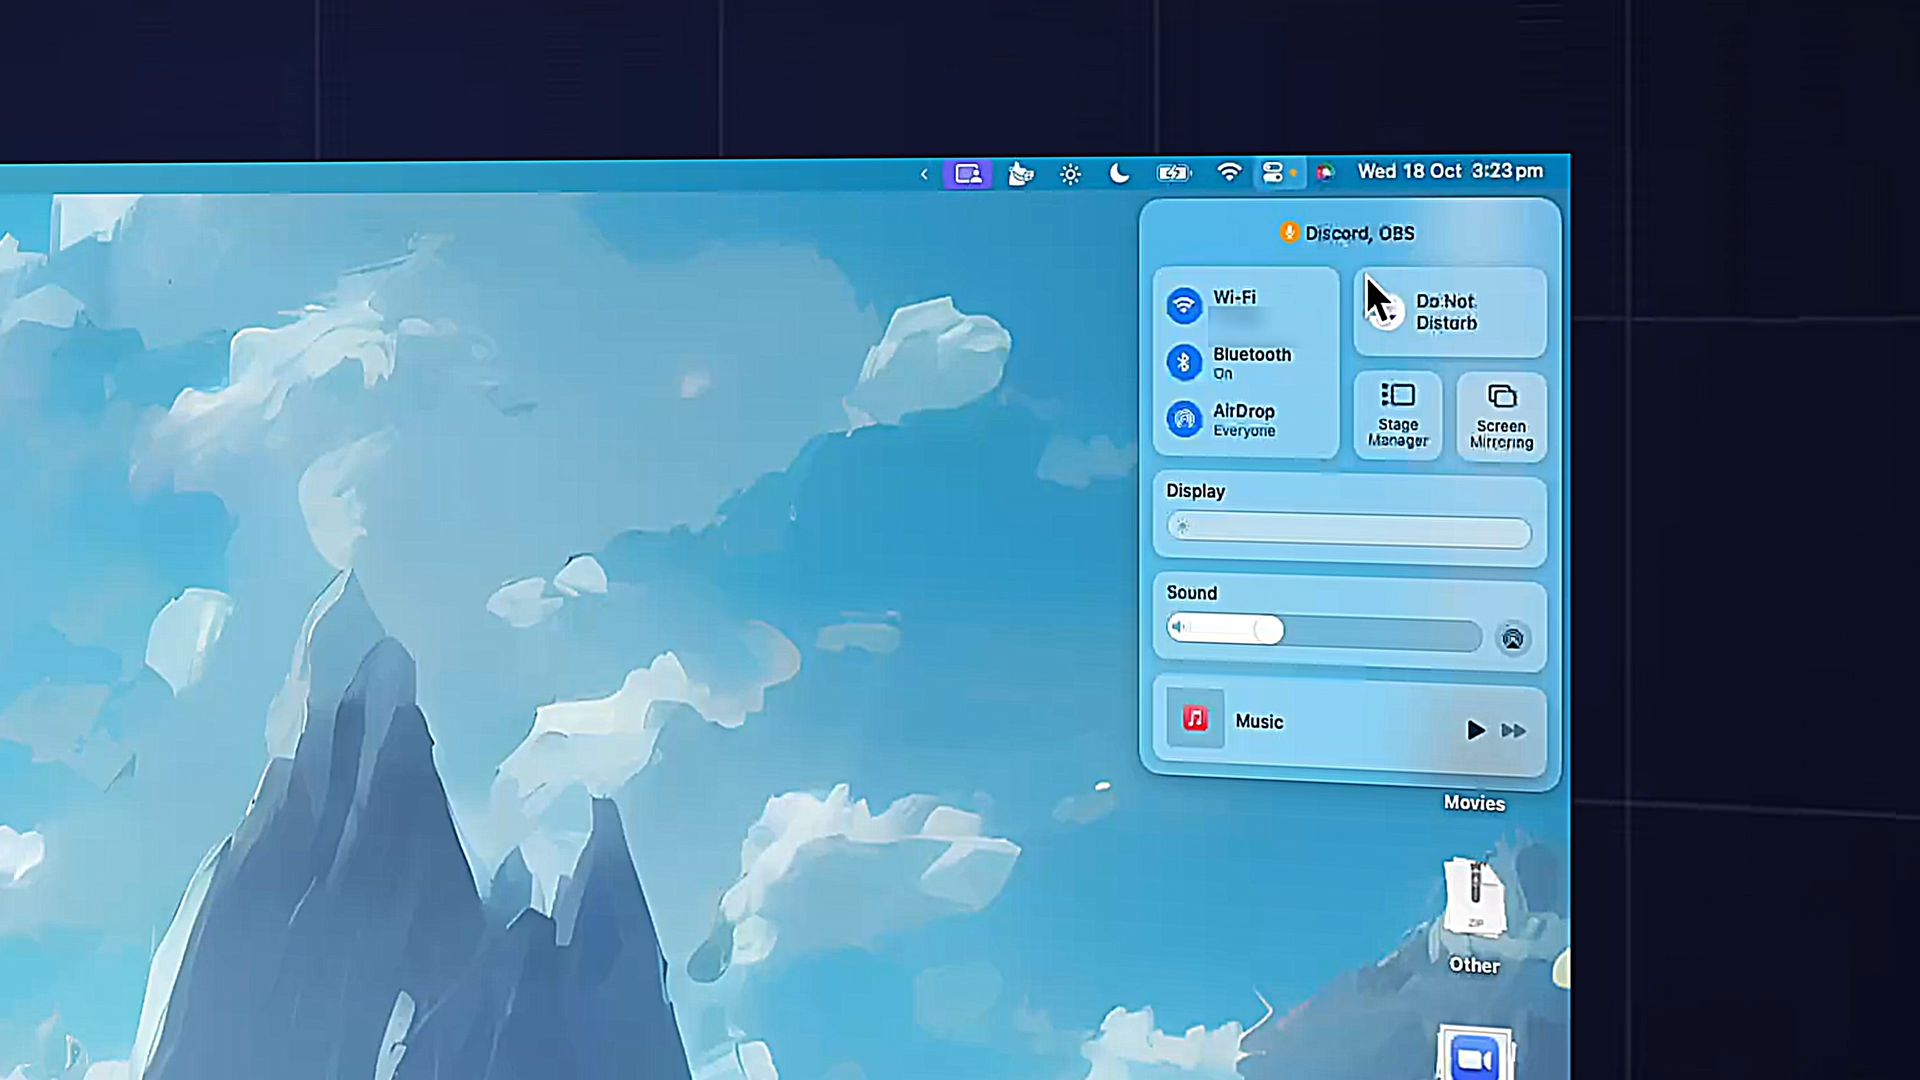 Wed 18 Oct 3:23 pm
Discord, OBS
Wi-Fi
Do Not
Disturb
Bluetooth
On
AirDrop
Everyone
Stage
Manager
Screen
Mirroring
Display
Sound
Music
Movies
ZIP
Other